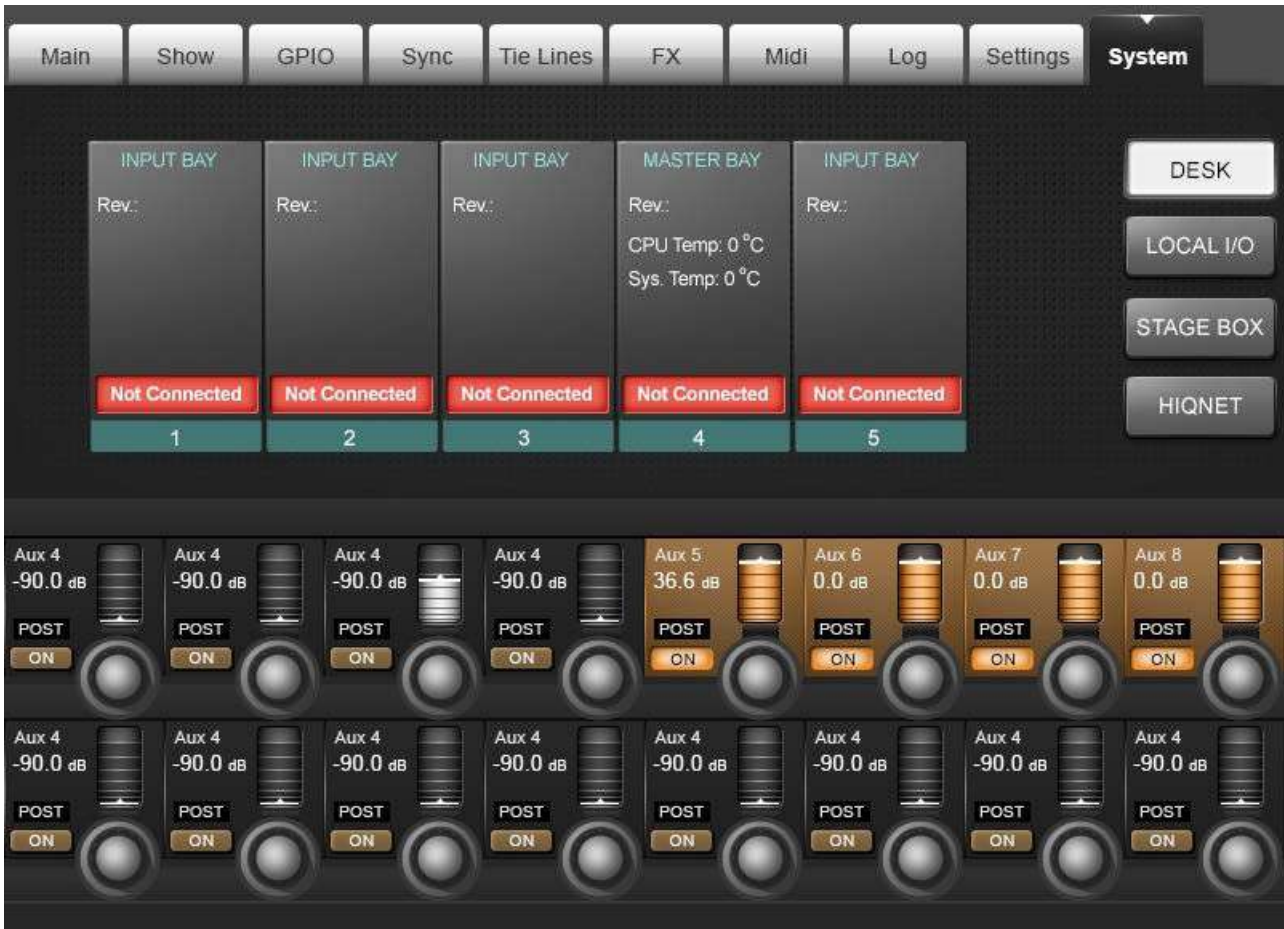 Main Show GPIO Sync Tie Lines FX Midi Log Settings System
INPUT BAY INPUT BAY INPUT BAY MASTER BAY INPUT BAY DESK
Rev.: Rev.: Rev.: Rev.: Rev.:
CPU Temp: 0 °C LOCAL I/O
Sys. Temp: 0 °C
STAGE BOX
Not Connected Not Connected Not Connected Not Connected Not Connected HIQNET
1 2 3 4 5
Aux 4 Aux 4 Aux 4 Aux 4 Aux 5 Aux 6 Aux 7 Aux 8
-90.0 dB -90.0 dB -90.0 dB -90.0 dB 36.6 dB 0.0 dB 0.0 dB 0.0 dB
POST POST POST POST POST POST POST POST
ON ON ON ON ON ON ON ON
Aux 4 Aux 4 Aux 4 Aux 4 Aux 4 Aux 4 Aux 4 Aux 4
-90.0 dB -90.0 dB -90.0 dB -90.0 dB -90.0 dB -90.0 dB -90.0 dB -90.0 dB
POST POST POST POST POST POST POST POST
ON ON ON ON ON ON ON ON